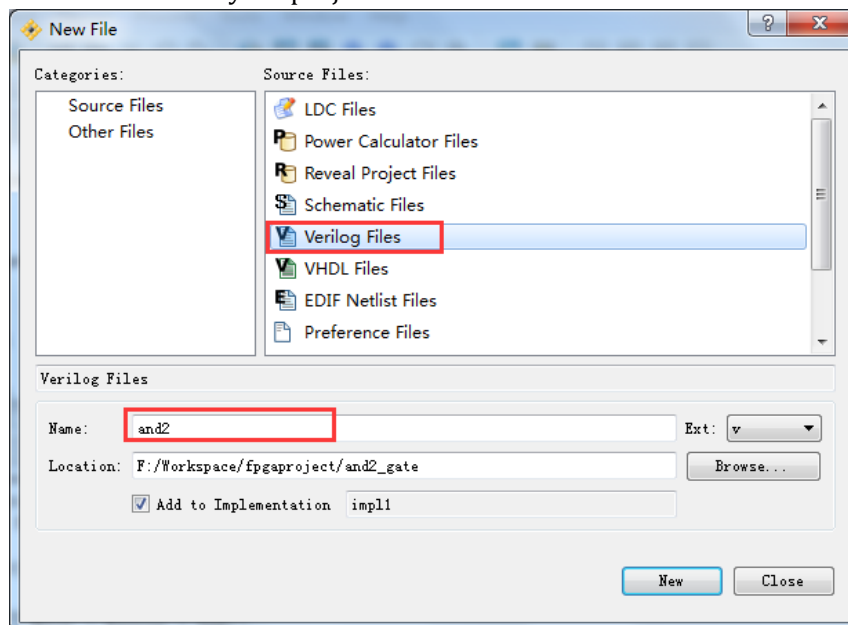 New File
Categories:
Source Files:
Source Files
Other Files
LDC Files
Power Calculator Files
Reveal Project Files
Schematic Files
Verilog Files
VHDL Files
EDIF Netlist Files
Preference Files
Verilog Files
Name: and2 Ext: v
Location: F:/Workspace/fpgaproject/and2_gate Browse...
Add to Implementation impl1
New Close